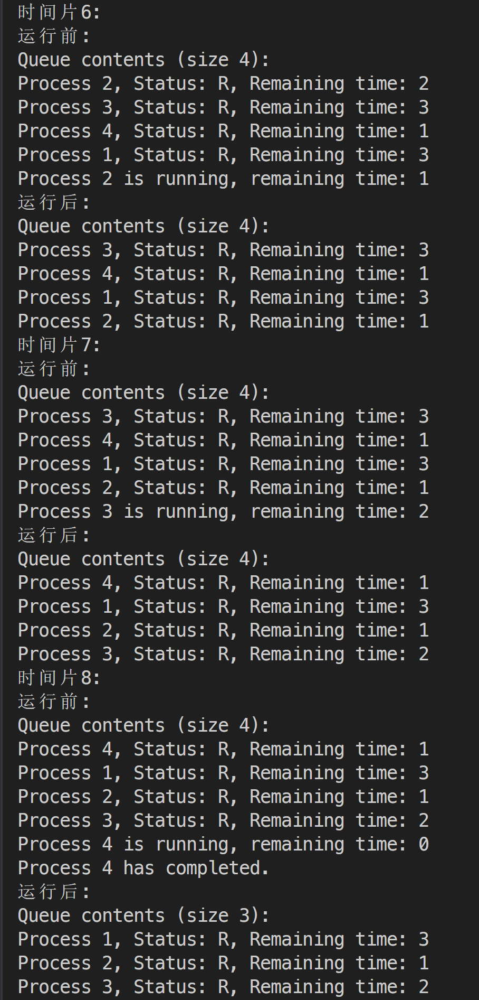 时间片6:
运行前:
Queue contents (size 4):
Process 2, Status: R, Remaining time: 2
Process 3, Status: R, Remaining time: 3
Process 4, Status: R, Remaining time: 1
Process 1, Status: R, Remaining time: 3
Process 2 is running, remaining time: 1
运行后:
Queue contents (size 4):
Process 3, Status: R, Remaining time: 3
Process 4, Status: R, Remaining time: 1
Process 1, Status: R, Remaining time: 3
Process 2, Status: R, Remaining time: 1
时间片7:
运行前:
Queue contents (size 4):
Process 3, Status: R, Remaining time: 3
Process 4, Status: R, Remaining time: 1
Process 1, Status: R, Remaining time: 3
Process 2, Status: R, Remaining time: 1
Process 3 is running, remaining time: 2
运行后:
Queue contents (size 4):
Process 4, Status: R, Remaining time: 1
Process 1, Status: R, Remaining time: 3
Process 2, Status: R, Remaining time: 1
Process 3, Status: R, Remaining time: 2
时间片8:
运行前:
Queue contents (size 4):
Process 4, Status: R, Remaining time: 1
Process 1, Status: R, Remaining time: 3
Process 2, Status: R, Remaining time: 1
Process 3, Status: R, Remaining time: 2
Process 4 is running, remaining time: 0
Process 4 has completed.
运行后:
Queue contents (size 3):
Process 1, Status: R, Remaining time: 3
Process 2, Status: R, Remaining time: 1
Process 3, Status: R, Remaining time: 2